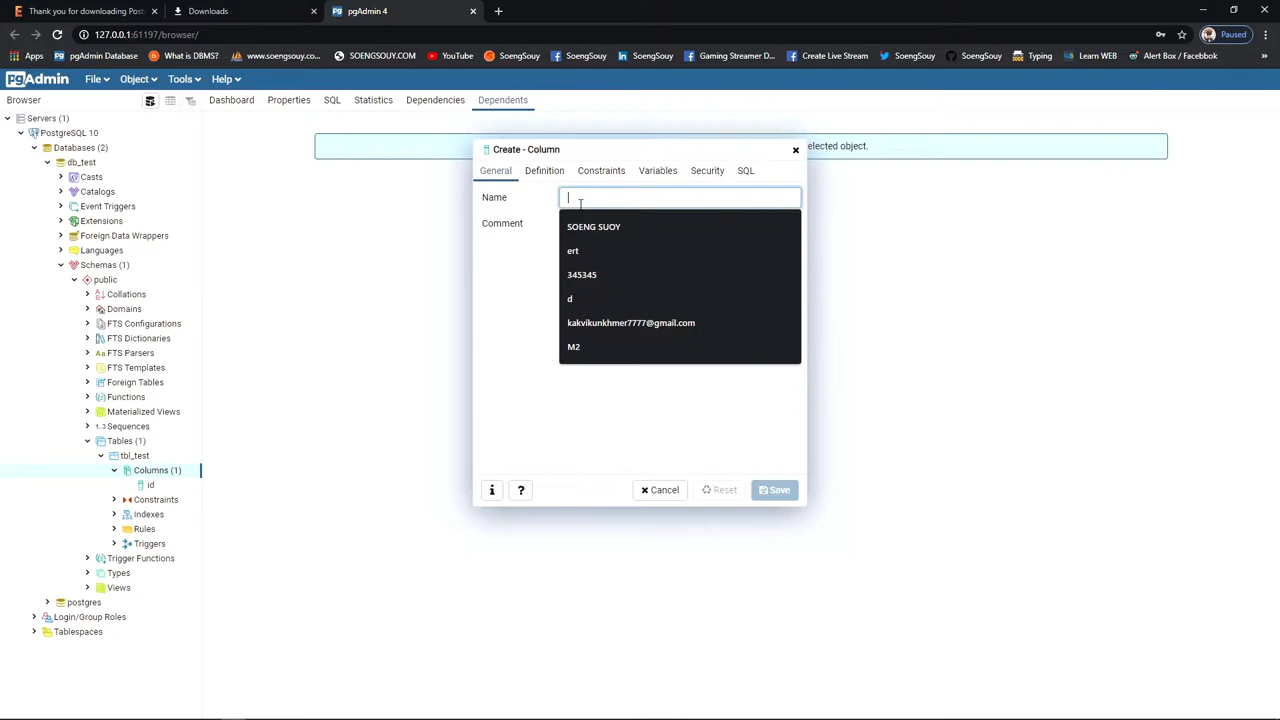 Thank you for downloading Postg
Downloads
pgAdmin 4
127.0.0.1:61197/browser/
Paused
Apps
pgAdmin Database
What is DBMS?
www.soengsouy.com...
SOENGSOUY.COM
YouTube
SoengSouy
SoengSouy
SoengSouy
Gaming Streamer D...
Create Live Stream
SoengSouy
SoengSouy
Typing
Learn WEB
Alert Box / Facebook
pgAdmin
File
Object
Tools
Help
Browser
Dashboard
Properties
SQL
Statistics
Dependencies
Dependents
Servers (1)
PostgreSQL 10
Databases (2)
db_test
Casts
Catalogs
Event Triggers
Extensions
Foreign Data Wrappers
Languages
Schemas (1)
public
Collations
Domains
FTS Configurations
FTS Dictionaries
FTS Parsers
FTS Templates
Foreign Tables
Functions
Materialized Views
Sequences
Tables (1)
tbl_test
Columns (1)
id
Constraints
Indexes
Rules
Triggers
Trigger Functions
Types
Views
postgres
Login/Group Roles
Tablespaces
elected object.
Create - Column
General
Definition
Constraints
Variables
Security
SQL
Name
Comment
SOENG SUOY
ert
345345
d
kakvikunkhmer7777@gmail.com
M2
Cancel
Reset
Save